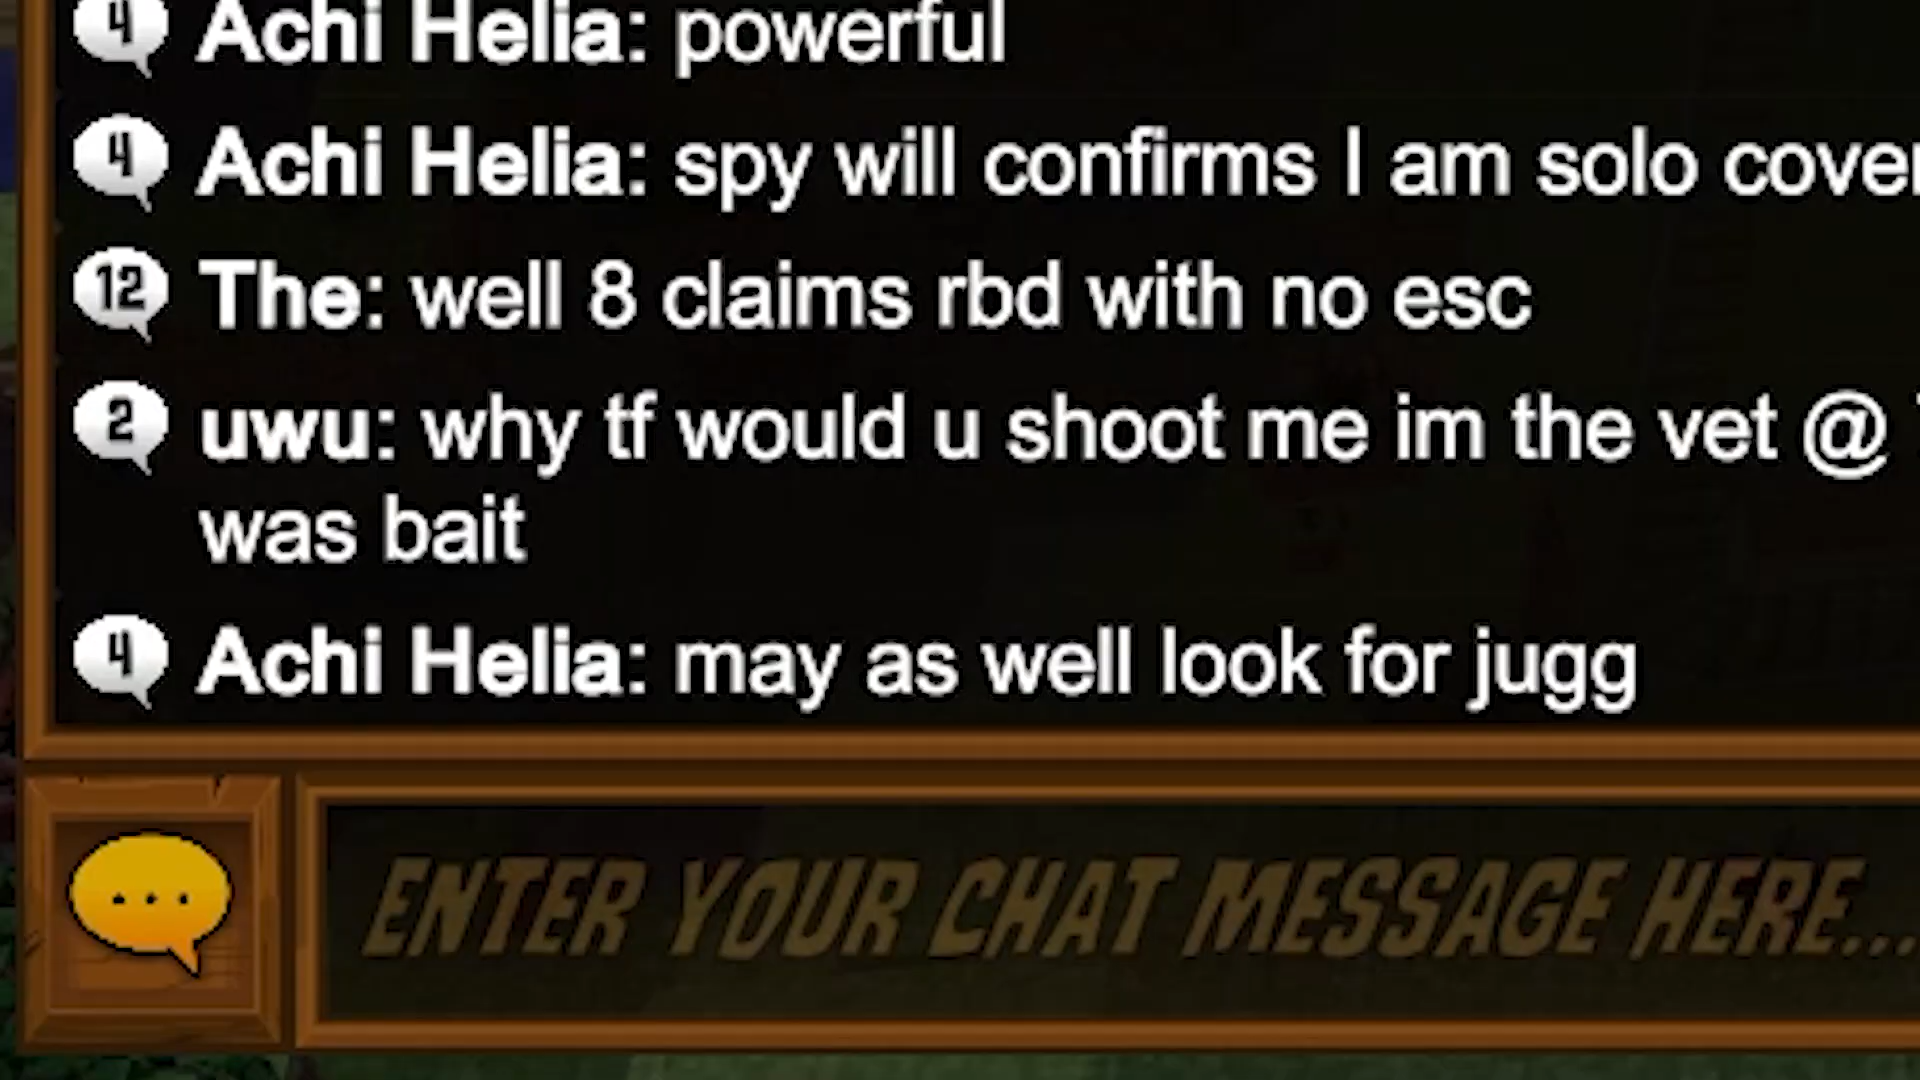 4 Achi Helia: powerful
4 Achi Helia: spy will confirms I am solo cover
12 The: well 8 claims rbd with no esc
2 uwu: why tf would u shoot me im the vet @
was bait
4 Achi Helia: may as well look for jugg
ENTER YOUR CHAT MESSAGE HERE...